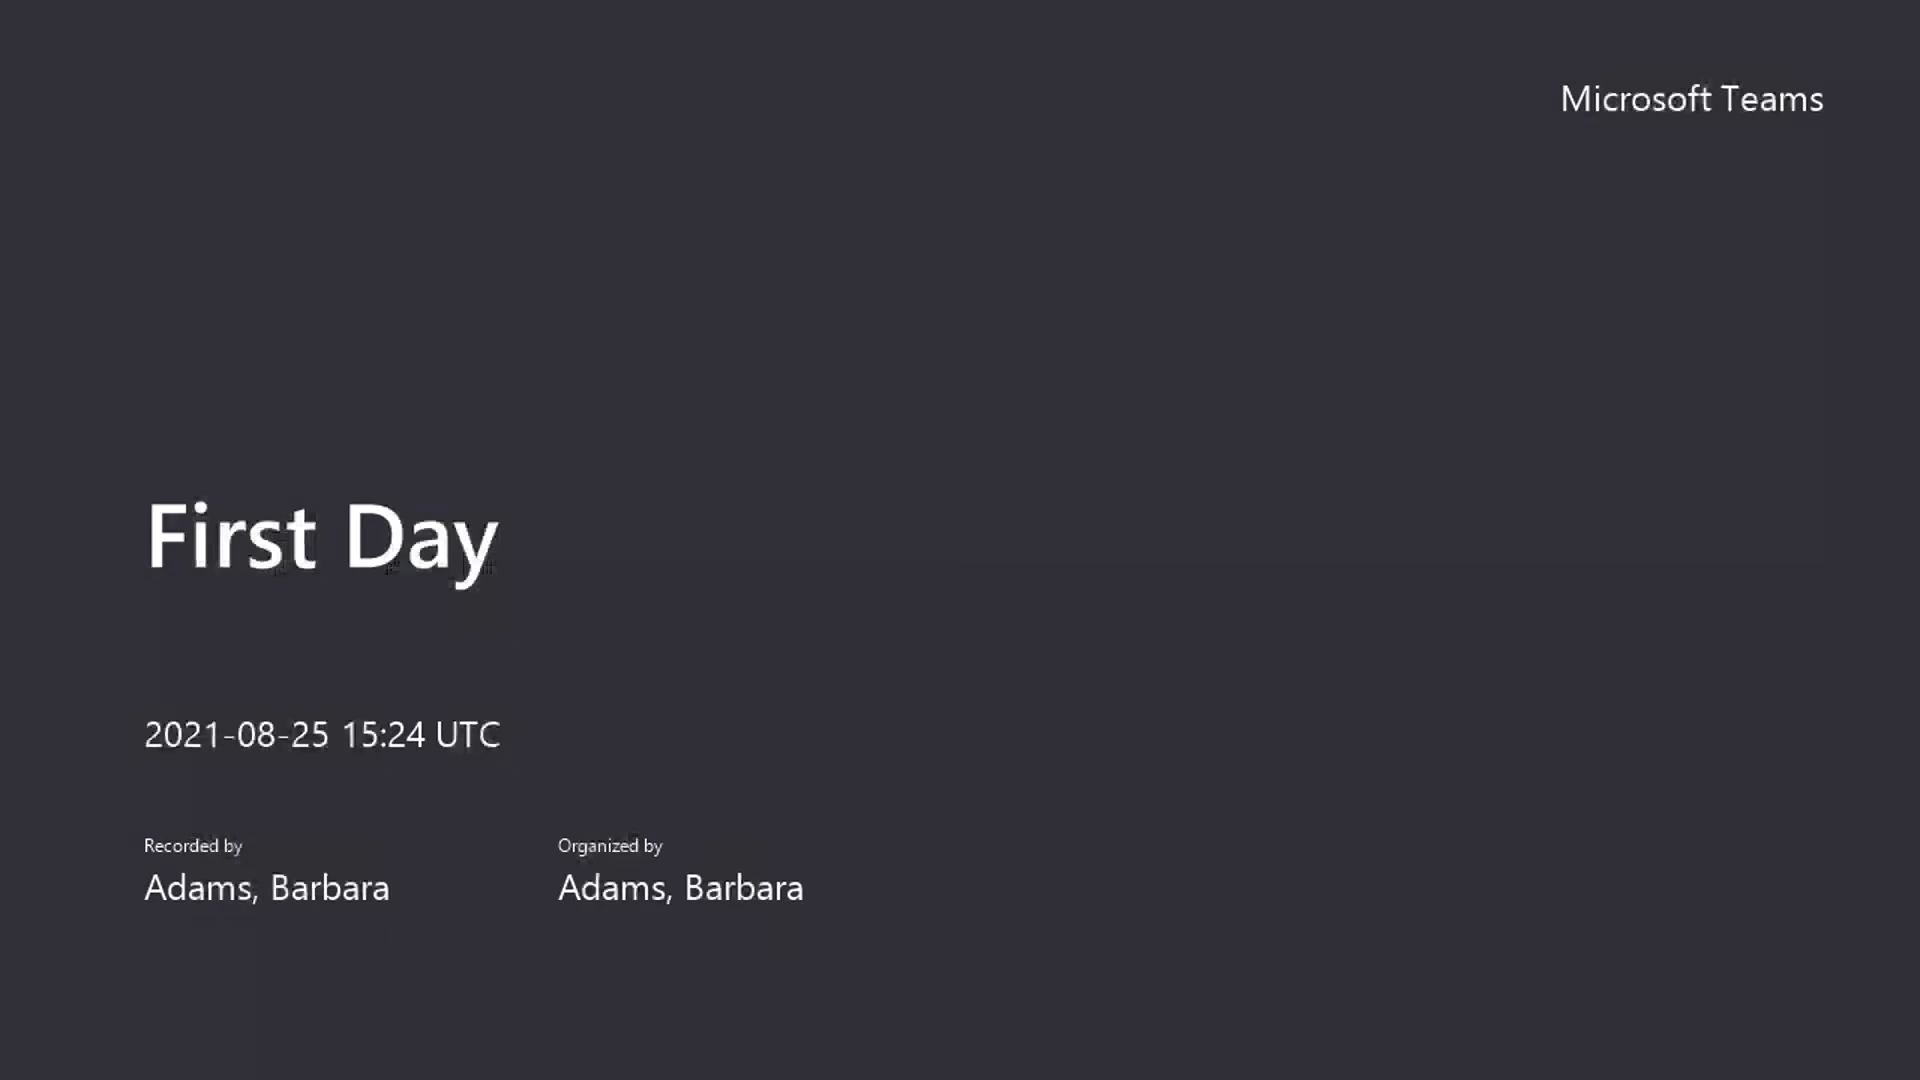 Microsoft Teams
First Day
2021-08-25 15:24 UTC
Recorded by
Adams, Barbara
Organized by
Adams, Barbara